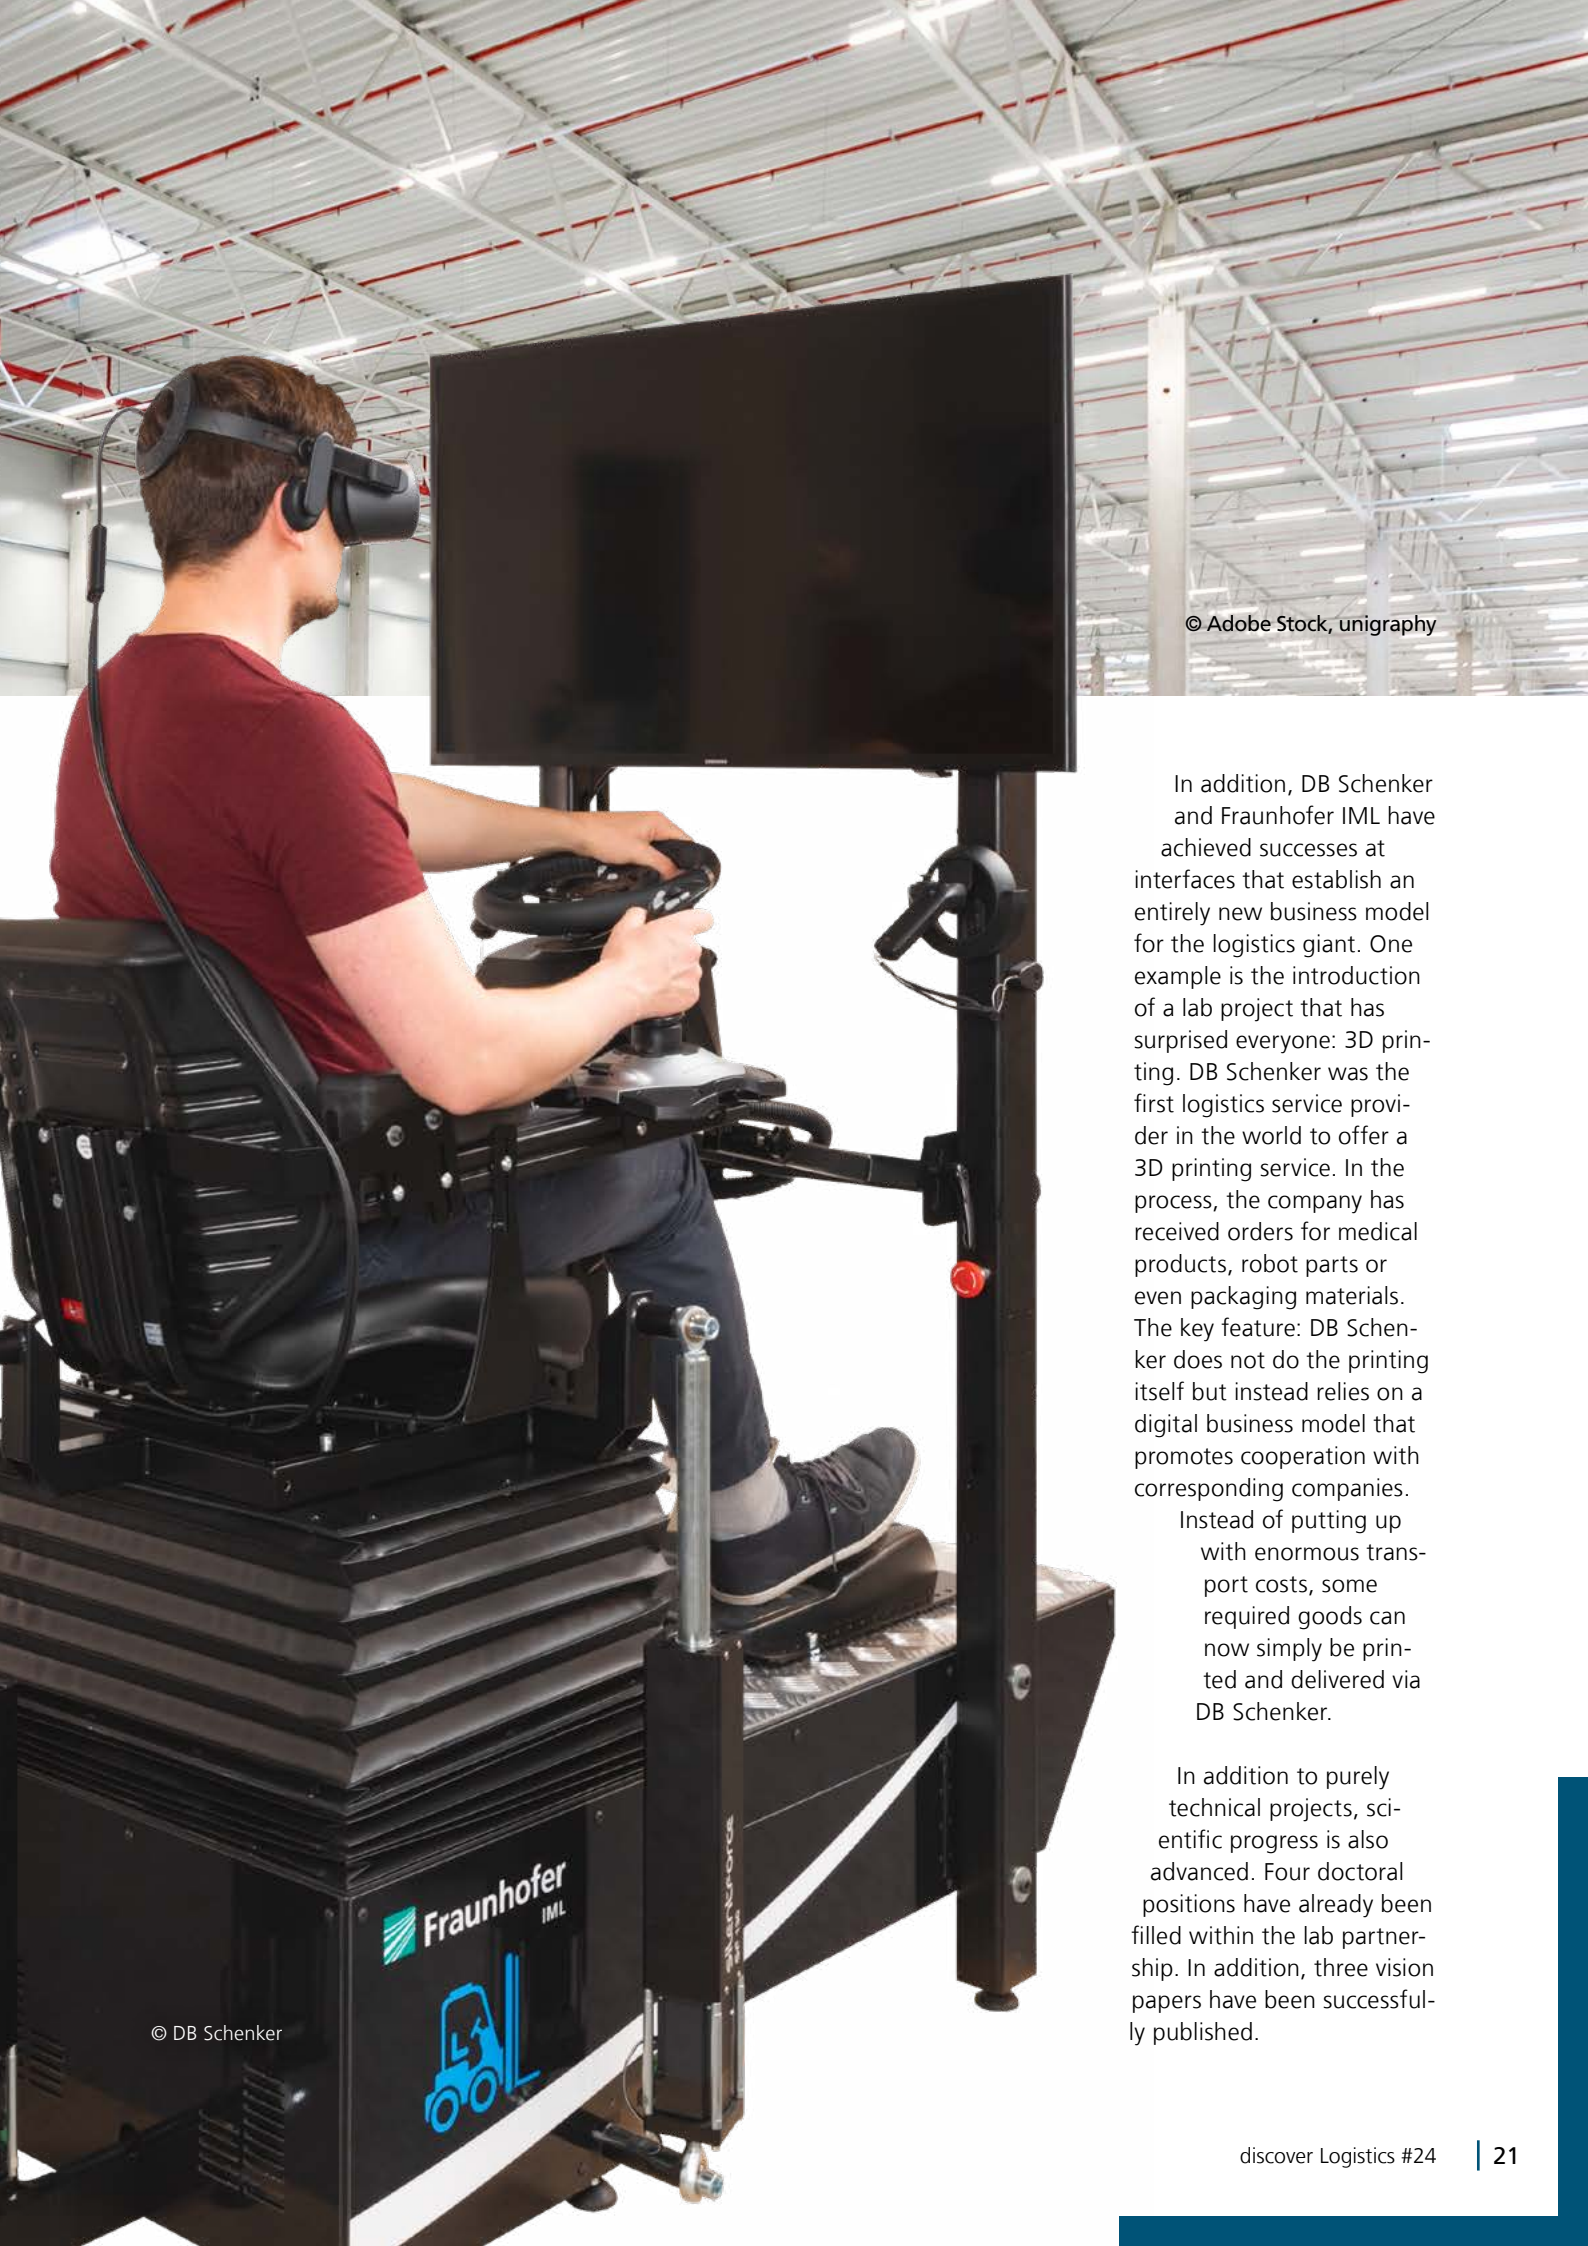 © Adobe Stock, unigraphy
In addition, DB Schenker
and Fraunhofer IML have
achieved successes at
interfaces that establish an
entirely new business model
for the logistics giant. One
example is the introduction
of a lab project that has
surprised everyone: 3D prin-
ting. DB Schenker was the
first logistics service provi-
der in the world to offer a
3D printing service. In the
process, the company has
received orders for medical
products, robot parts or
even packaging materials.
The key feature: DB Schen-
ker does not do the printing
itself but instead relies on a
digital business model that
promotes cooperation with
corresponding companies.
Instead of putting up
with enormous trans-
port costs, some
required goods can
now simply be prin-
ted and delivered via
DB Schenker.
In addition to purely
technical projects, sci-
entific progress is also
advanced. Four doctoral
positions have already been
filled within the lab partner-
ship. In addition, three vision
papers have been successful-
ly published.
Fraunhofer
IML
© DB Schenker
discover Logistics #24
21